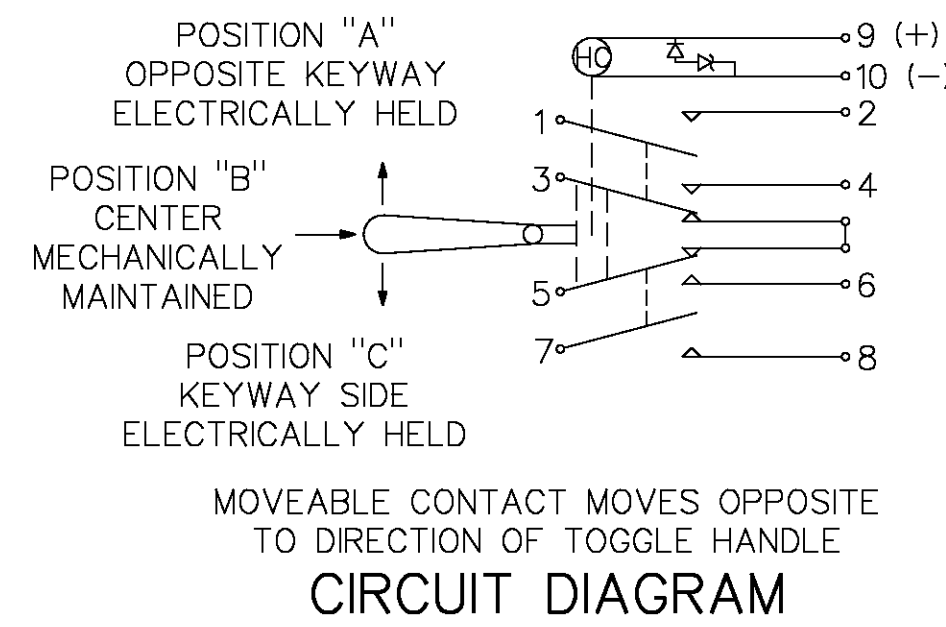 POSITION "A"
OPPOSITE KEYWAY
ELECTRICALLY HELD
POSITION "B"
CENTER
MECHANICALLY
MAINTAINED
POSITION "C"
KEYWAY SIDE
ELECTRICALLY HELD
HC
9 (+)
10 (−)
1
2
3
4
5
6
7
8
MOVEABLE CONTACT MOVES OPPOSITE
TO DIRECTION OF TOGGLE HANDLE
CIRCUIT DIAGRAM